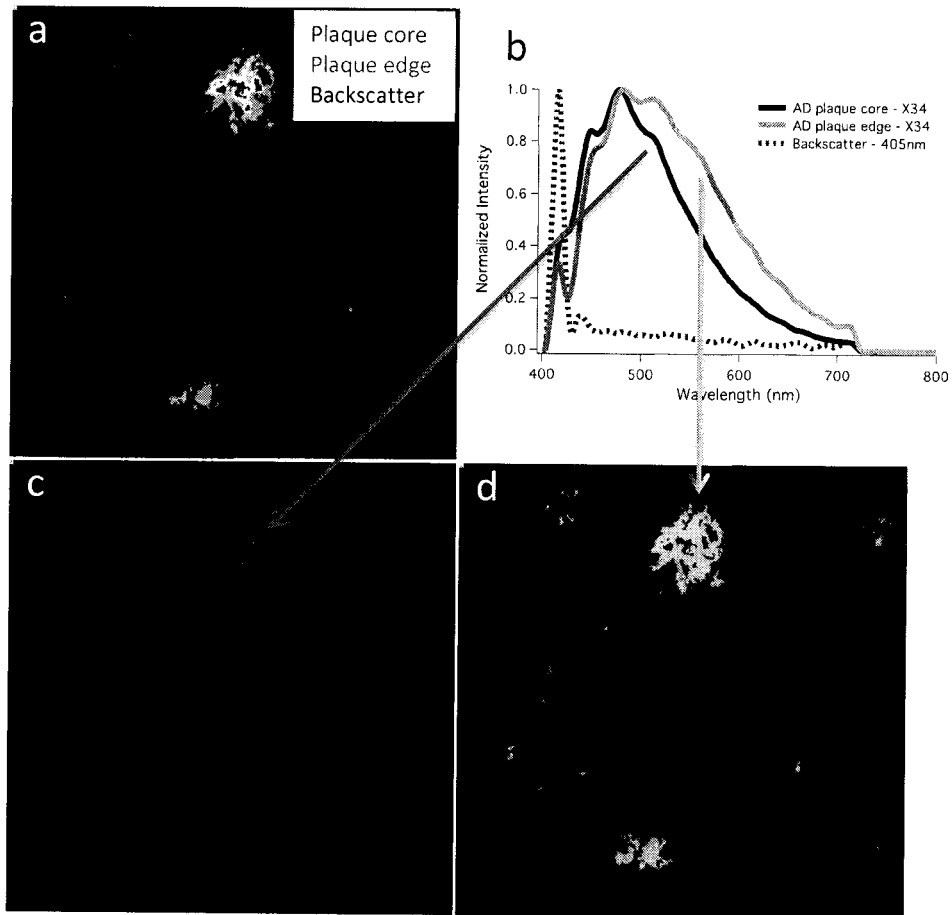 a
Plaque core
Plaque edge
Backscatter
b
1.0
0.8
0.6
0.4
0.2
0.0
Normalized Intensity
AD plaque core - X34
AD plaque edge - X34
Backscatter - 405nm
400 500 600 700 800
Wavelength (nm)
c
d